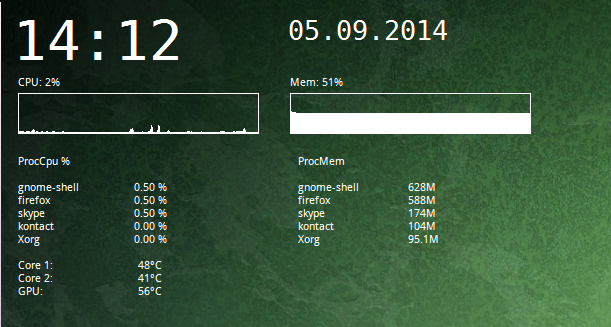 14:12 05.09.2014
CPU: 2% Mem: 51%
ProcCpu % ProcMem
gnome-shell 0.50 % gnome-shell 628M
firefox 0.50 % firefox 588M
skype 0.50 % skype 174M
kontact 0.00 % kontact 104M
Xorg 0.00 % Xorg 95.1M
Core 1: 48°C
Core 2: 41°C
GPU: 56°C